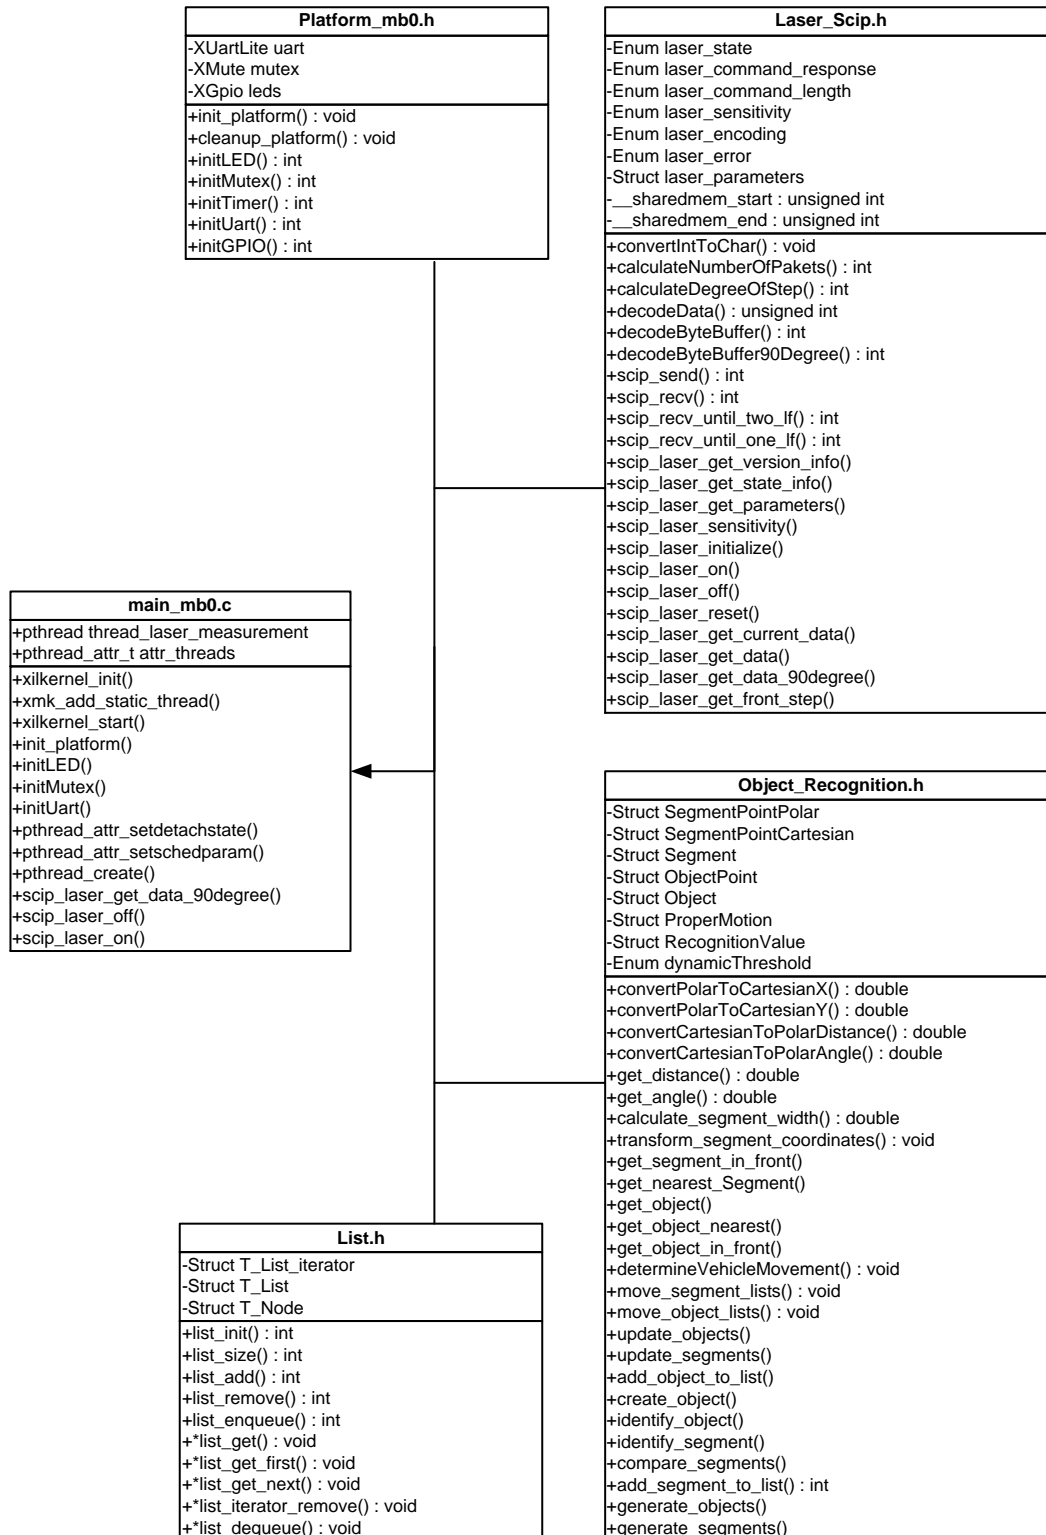 Platform_mb0.h
-XUartLite uart
-XMute mutex
-XGpio leds
+init_platform() : void
+cleanup_platform() : void
+initLED() : int
+initMutex() : int
+initTimer() : int
+initUart() : int
+initGPIO() : int
Laser_Scip.h
-Enum laser_state
-Enum laser_command_response
-Enum laser_command_length
-Enum laser_sensitivity
-Enum laser_encoding
-Enum laser_error
-Struct laser_parameters
-__sharedmem_start : unsigned int
-__sharedmem_end : unsigned int
+convertIntToChar() : void
+calculateNumberOfPakets() : int
+calculateDegreeOfStep() : int
+decodeData() : unsigned int
+decodeByteBuffer() : int
+decodeByteBuffer90Degree() : int
+scip_send() : int
+scip_recv() : int
+scip_recv_until_two_lf() : int
+scip_recv_until_one_lf() : int
+scip_laser_get_version_info()
+scip_laser_get_state_info()
+scip_laser_get_parameters()
+scip_laser_sensitivity()
+scip_laser_initialize()
+scip_laser_on()
+scip_laser_off()
+scip_laser_reset()
+scip_laser_get_current_data()
+scip_laser_get_data()
+scip_laser_get_data_90degree()
+scip_laser_get_front_step()
main_mb0.c
+pthread thread_laser_measurement
+pthread_attr_t attr_threads
+xilkernel_init()
+xmk_add_static_thread()
+xilkernel_start()
+init_platform()
+initLED()
+initMutex()
+initUart()
+pthread_attr_setdetachstate()
+pthread_attr_setschedparam()
+pthread_create()
+scip_laser_get_data_90degree()
+scip_laser_off()
+scip_laser_on()
Object_Recognition.h
-Struct SegmentPointPolar
-Struct SegmentPointCartesian
-Struct Segment
-Struct ObjectPoint
-Struct Object
-Struct ProperMotion
-Struct RecognitionValue
-Enum dynamicThreshold
+convertPolarToCartesianX() : double
+convertPolarToCartesianY() : double
+convertCartesianToPolarDistance() : double
+convertCartesianToPolarAngle() : double
+get_distance() : double
+get_angle() : double
+calculate_segment_width() : double
+transform_segment_coordinates() : void
+get_segment_in_front()
+get_nearest_Segment()
+get_object()
+get_object_nearest()
+get_object_in_front()
+determineVehicleMovement() : void
+move_segment_lists() : void
+move_object_lists() : void
+update_objects()
+update_segments()
+add_object_to_list()
+create_object()
+identify_object()
+identify_segment()
+compare_segments()
+add_segment_to_list() : int
+generate_objects()
+generate_segments()
List.h
-Struct T_List_iterator
-Struct T_List
-Struct T_Node
+list_init() : int
+list_size() : int
+list_add() : int
+list_remove() : int
+list_enqueue() : int
+*list_get() : void
+*list_get_first() : void
+*list_get_next() : void
+*list_iterator_remove() : void
+*list_dequeue() : void